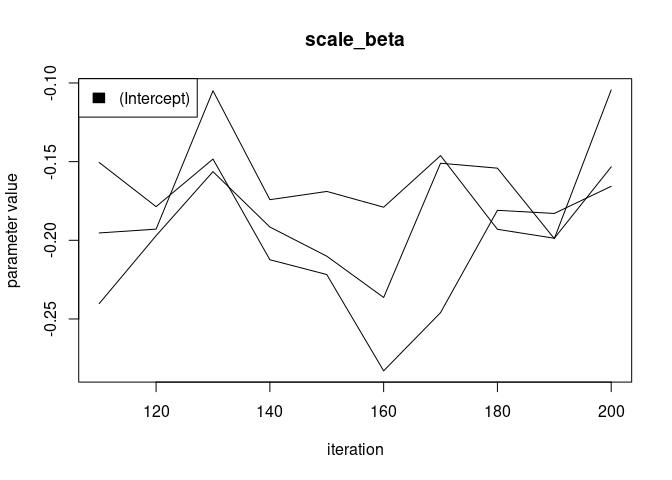 scale_beta
(Intercept)
parameter value
-0.10
-0.15
-0.20
-0.25
120 140 160 180 200
iteration